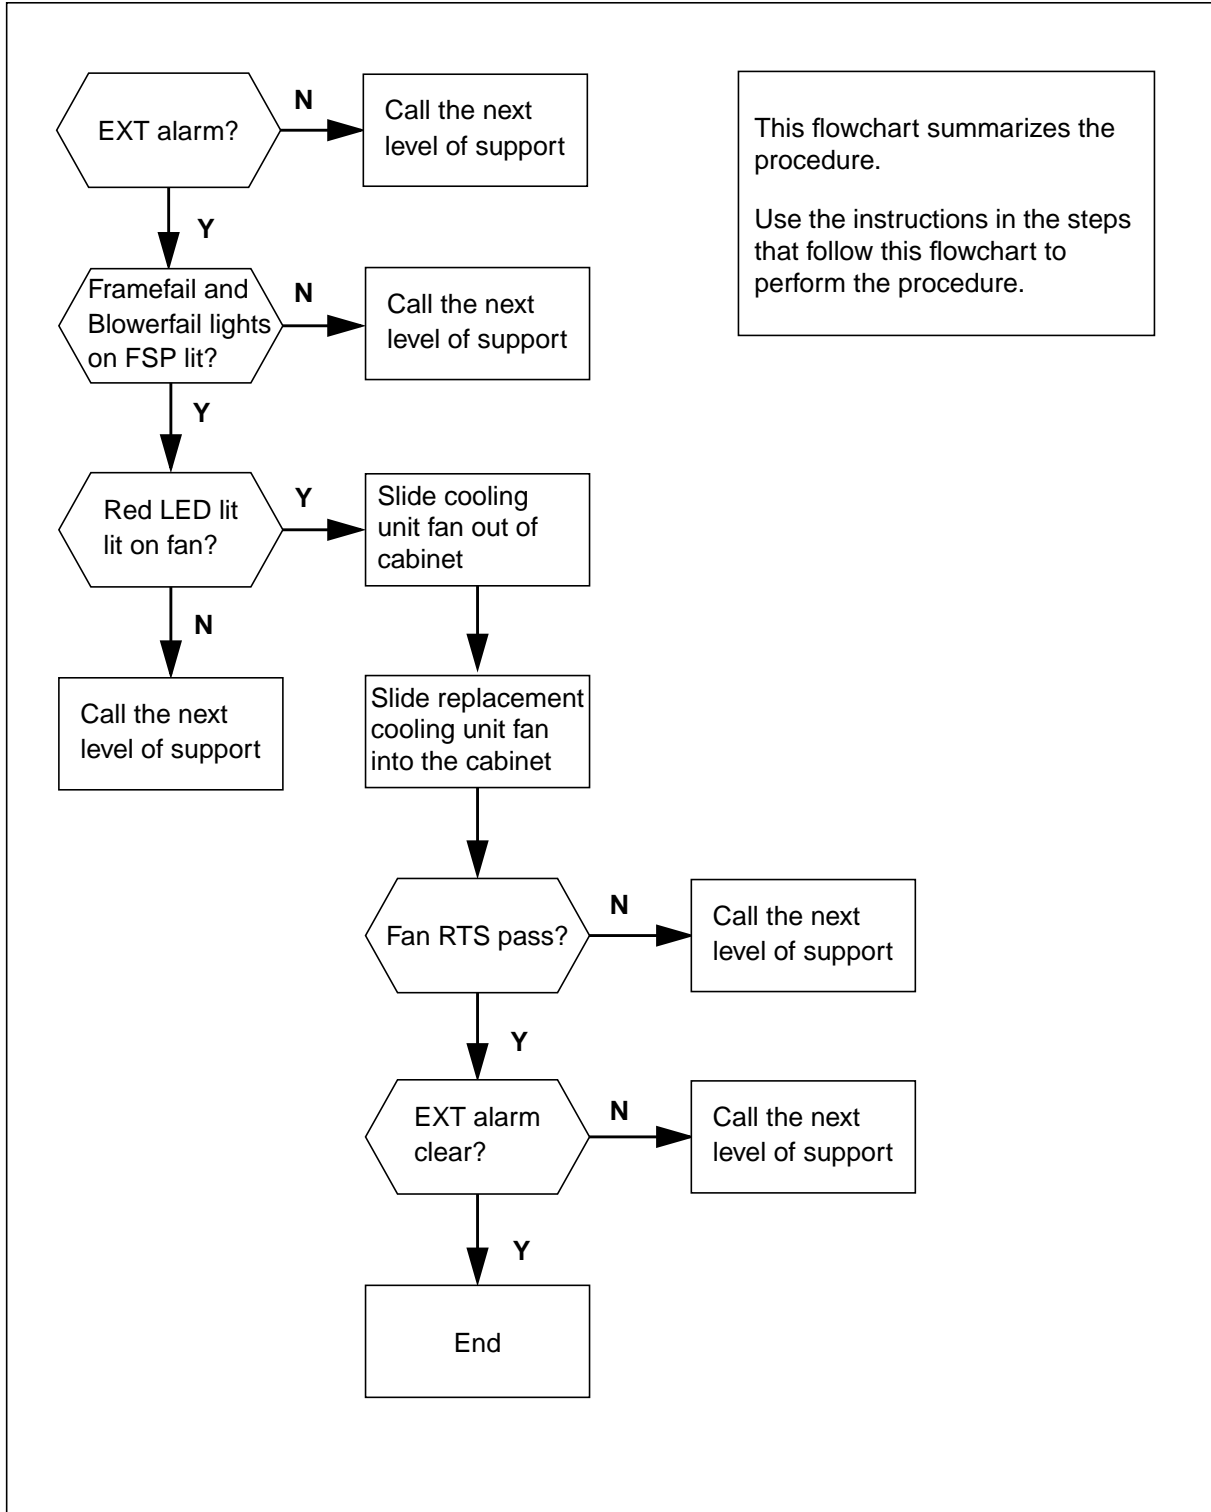 EXT alarm?
N
Call the next
level of support
This flowchart summarizes the
procedure.
Use the instructions in the steps
that follow this flowchart to
perform the procedure.
Y
Framefail and
Blowerfail lights
on FSP lit?
N
Call the next
level of support
Y
Red LED lit
lit on fan?
Y
Slide cooling
unit fan out of
cabinet
N
Call the next
level of support
Slide replacement
cooling unit fan
into the cabinet
Fan RTS pass?
N
Call the next
level of support
Y
EXT alarm
clear?
N
Call the next
level of support
Y
End